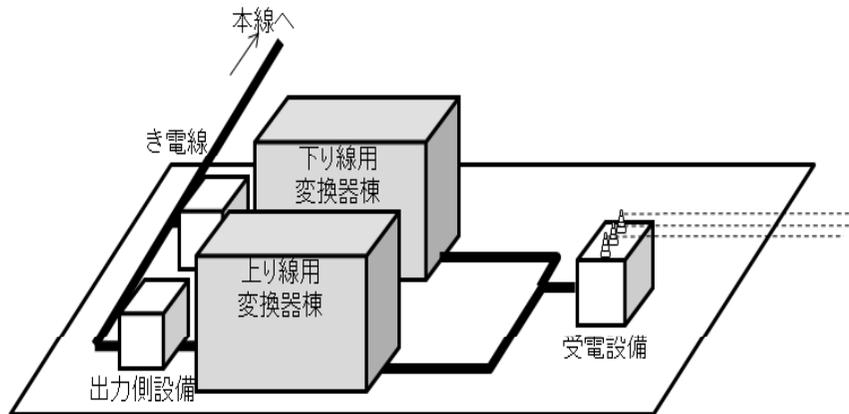 本線へ
き電線
下り線用
変換器棟
上り線用
変換器棟
受電設備
出力側設備